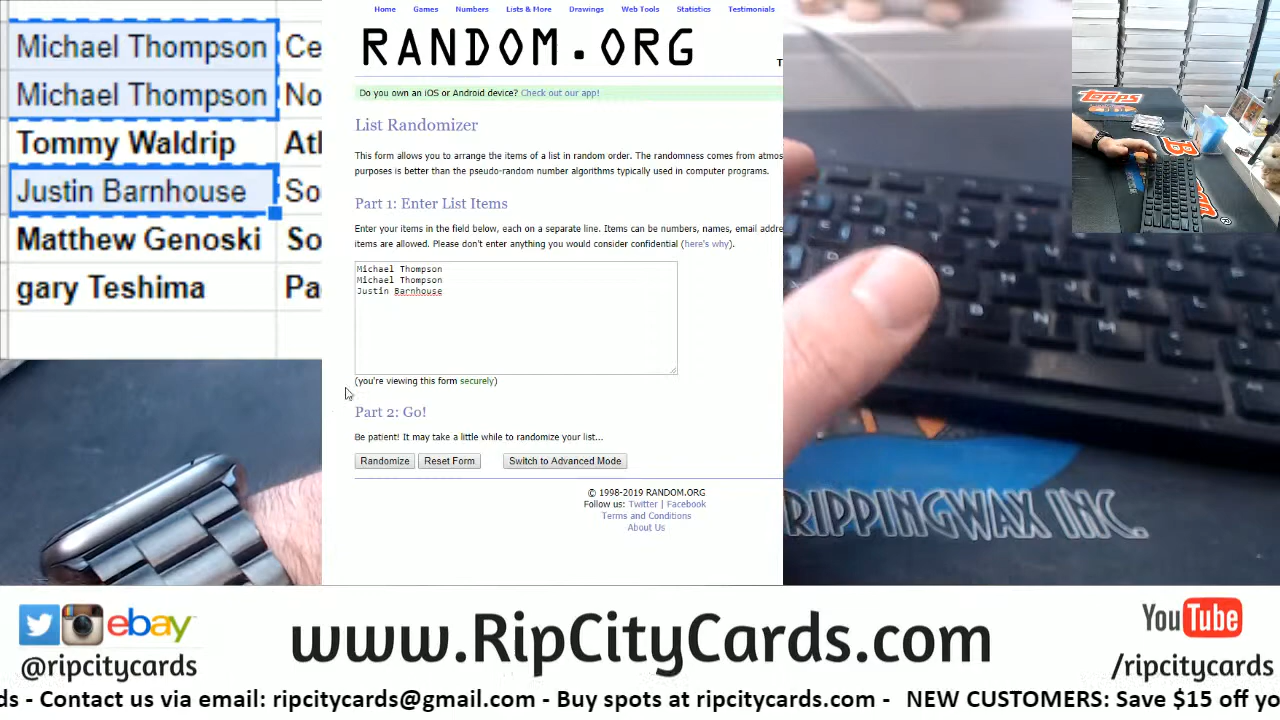 Michael Thompson Ce
Michael Thompson No
Tommy Waldrip Atl
Justin Barnhouse So
Matthew Genoski So
gary Teshima Pa
Home Games Numbers Lists & More Drawings Web Tools Statistics Testimonials
RANDOM.ORG
T
Do you own an iOS or Android device? Check out our app!
List Randomizer
This form allows you to arrange the items of a list in random order. The randomness comes from atmos
purposes is better than the pseudo-random number algorithms typically used in computer programs.
Part 1: Enter List Items
Enter your items in the field below, each on a separate line. Items can be numbers, names, email addre
items are allowed. Please don't enter anything you would consider confidential (here's why).
Michael Thompson
Michael Thompson
Justin Barnhouse
(you're viewing this form securely)
Part 2: Go!
Be patient! It may take a little while to randomize your list...
Randomize Reset Form Switch to Advanced Mode
© 1998-2019 RANDOM.ORG
Follow us: Twitter | Facebook
Terms and Conditions
About Us
Topps
RIPPINGWAX INC.
ebay
@ripcitycards
www.RipCityCards.com
YouTube
/ripcitycards
ds - Contact us via email: ripcitycards@gmail.com - Buy spots at ripcitycards.com - NEW CUSTOMERS: Save $15 off yo